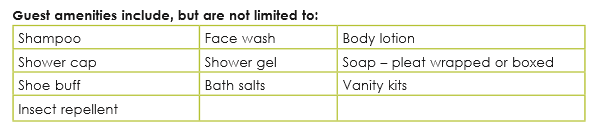 Guest amenities include, but are not limited to:
Shampoo Face wash Body lotion
Shower cap Shower gel Soap – pleat wrapped or boxed
Shoe buff Bath salts Vanity kits
Insect repellent